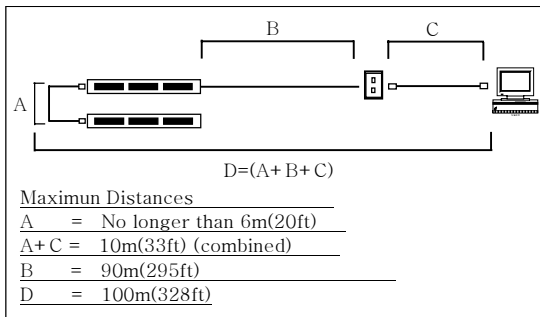 B
C
A
D=(A+B+C)
Maximun Distances
A = No longer than 6m(20ft)
A+C = 10m(33ft) (combined)
B = 90m(295ft)
D = 100m(328ft)